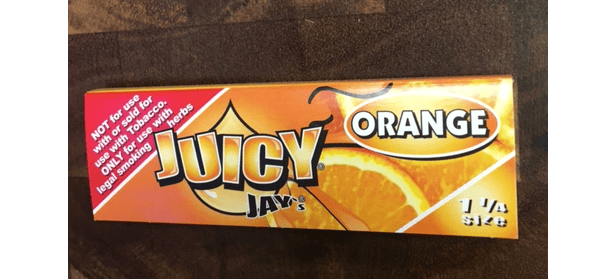 NOT for use
with or sold for
use with Tobacco.
ONLY for use with
legal smoking herbs
JUICY®
JAY'S®
ORANGE
1 1/4
size